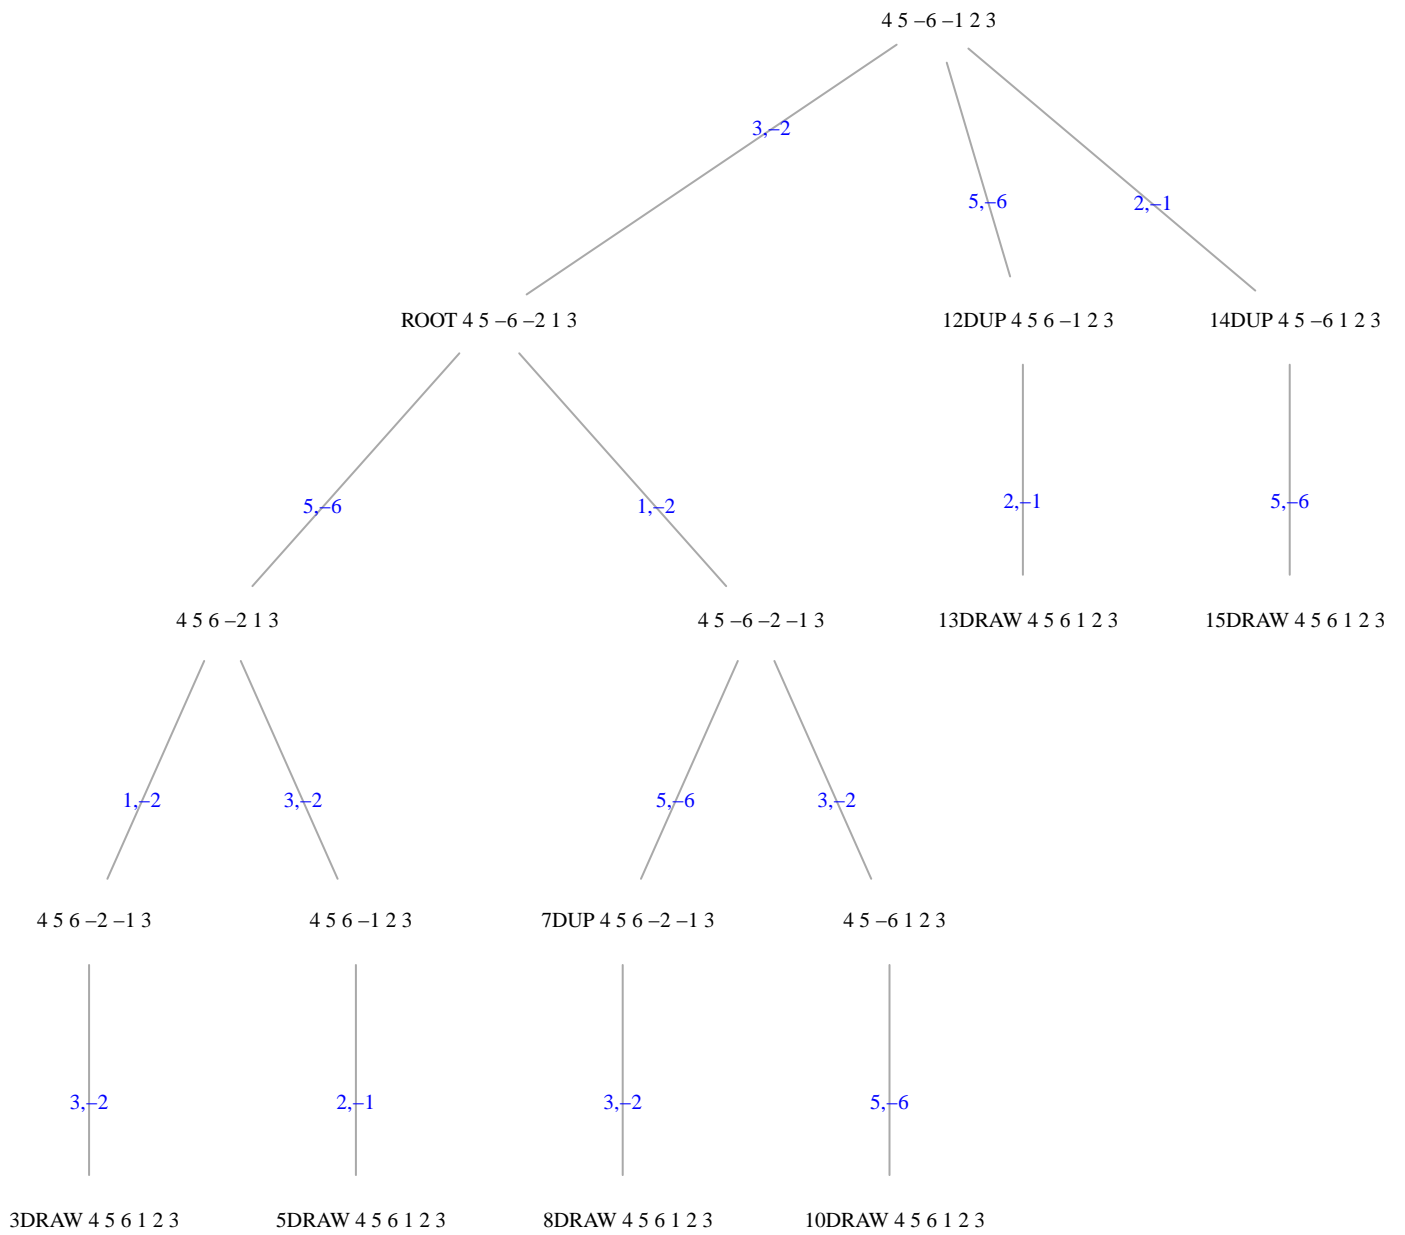 4 5 –6 –1 2 3
3,–2
5,–6
2,–1
ROOT 4 5 –6 –2 1 3
12DUP 4 5 6 –1 2 3
14DUP 4 5 –6 1 2 3
5,–6
1,–2
2,–1
5,–6
4 5 6 –2 1 3
4 5 –6 –2 –1 3
13DRAW 4 5 6 1 2 3
15DRAW 4 5 6 1 2 3
1,–2
3,–2
5,–6
3,–2
4 5 6 –2 –1 3
4 5 6 –1 2 3
7DUP 4 5 6 –2 –1 3
4 5 –6 1 2 3
3,–2
2,–1
3,–2
5,–6
3DRAW 4 5 6 1 2 3
5DRAW 4 5 6 1 2 3
8DRAW 4 5 6 1 2 3
10DRAW 4 5 6 1 2 3